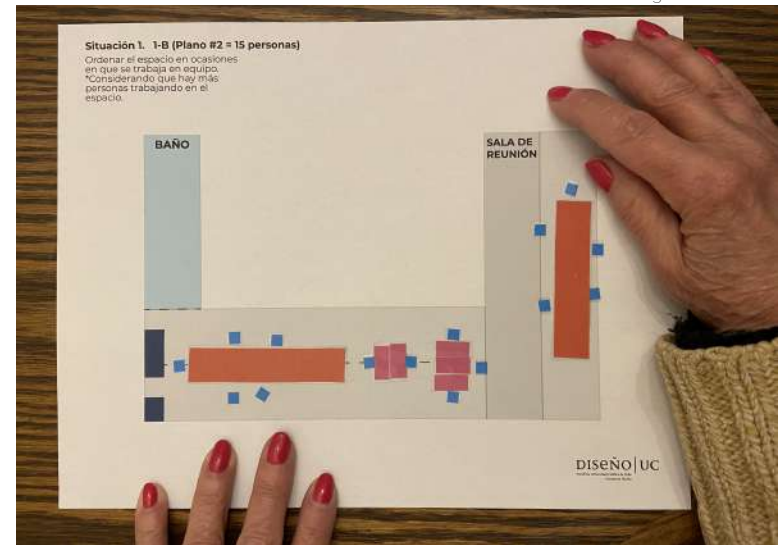 Situación 1. 1-B (Plano #2 = 15 personas)
Ordenar el espacio en ocasiones
en que se trabaja en equipo.
*Considerando que hay más
personas trabajando en el
espacio.
BAÑO
SALA DE
REUNIÓN
DISEÑO|UC